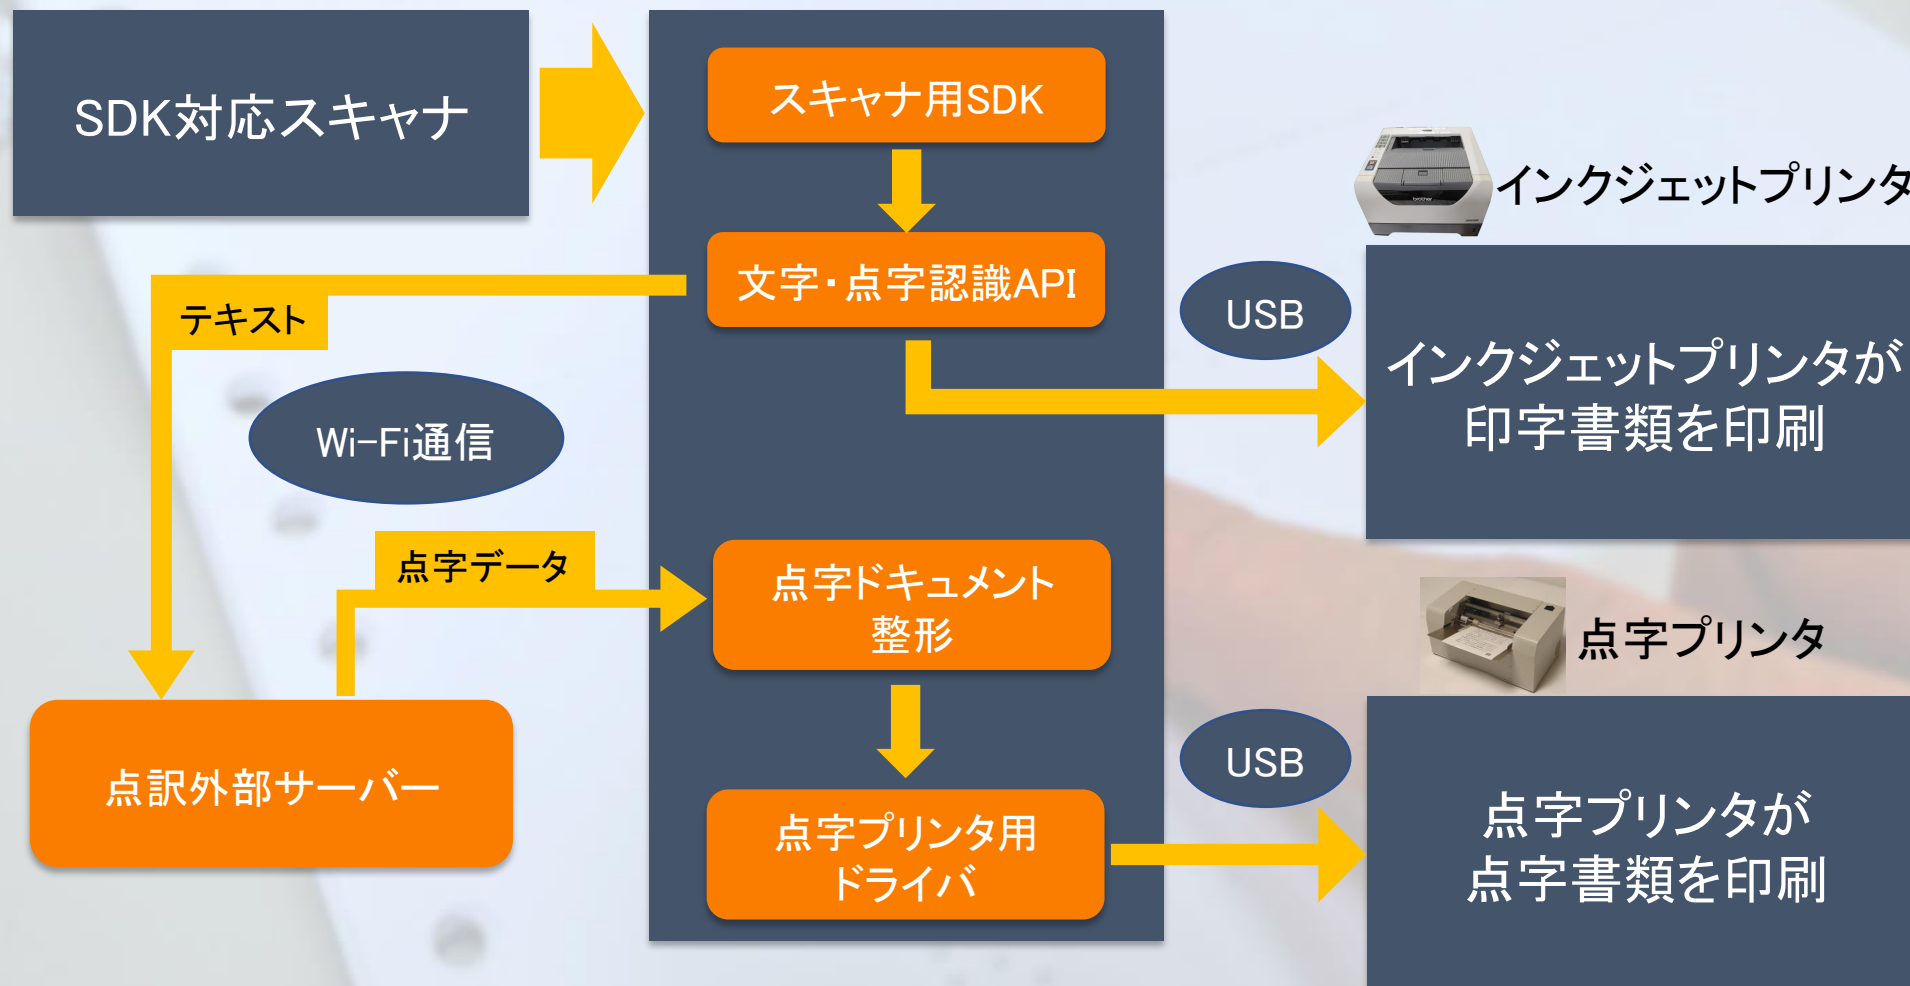 SDK対応スキャナ
スキャナ用SDK
文字・点字認識API
テキスト
Wi-Fi通信
点字データ
点訳外部サーバー
点字ドキュメント
整形
点字プリンタ用
ドライバ
USB
brother
インクジェットプリンタ
インクジェットプリンタが
印字書類を印刷
点字プリンタ
USB
点字プリンタが
点字書類を印刷